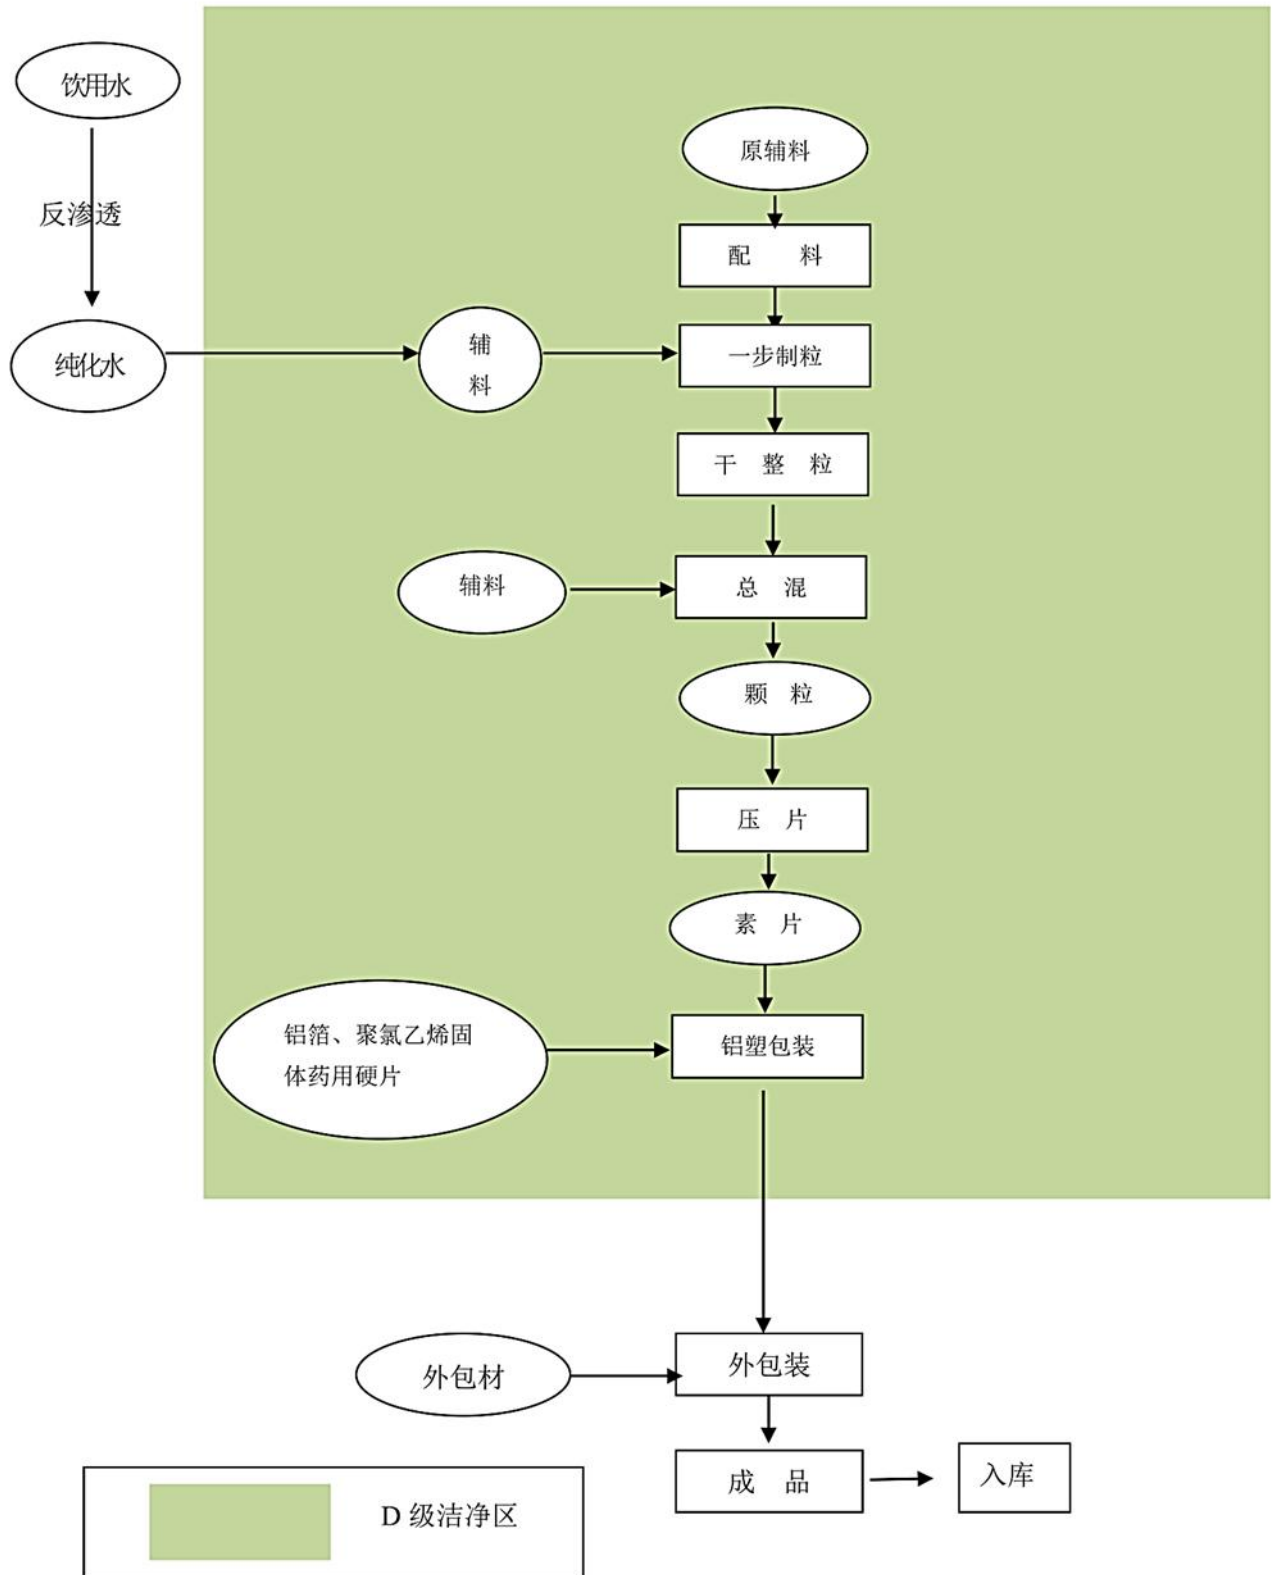 饮用水
原辅料
反渗透
配 料
纯化水
辅
料
一步制粒
干 整 粒
辅料
总 混
颗 粒
压 片
素 片
铝箔、聚氯乙烯固
体药用硬片
铝塑包装
外包材
外包装
成 品
入库
D 级洁净区